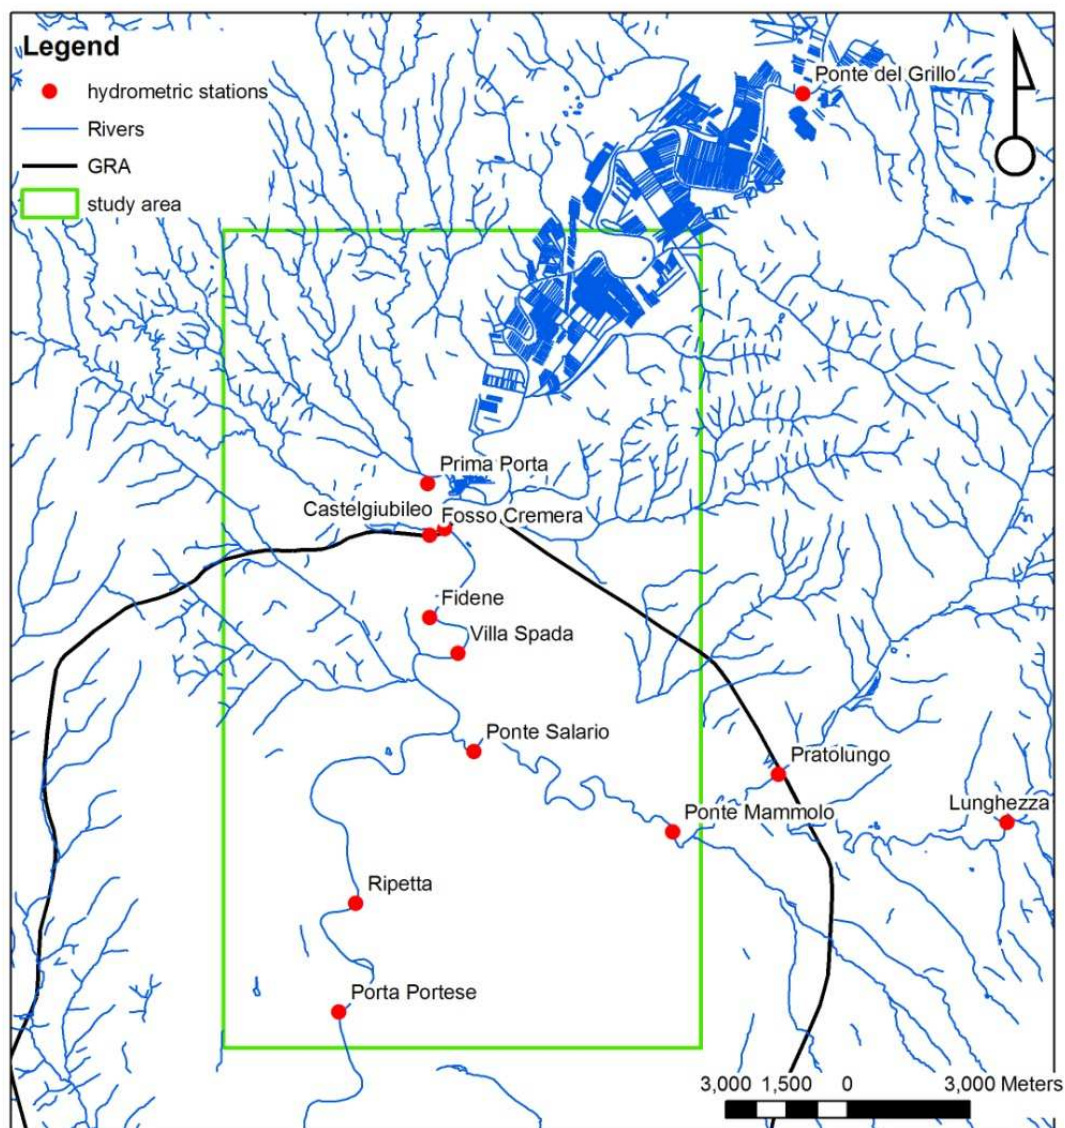 Legend
hydrometric stations
Rivers
GRA
study area
Ponte del Grillo
Prima Porta
Castelgiubileo
Fosso Cremera
Fidene
Villa Spada
Ponte Salario
Pratolungo
Lunghezza
Ponte Mammolo
Ripetta
Porta Portese
3,000 1,500 0 3,000 Meters